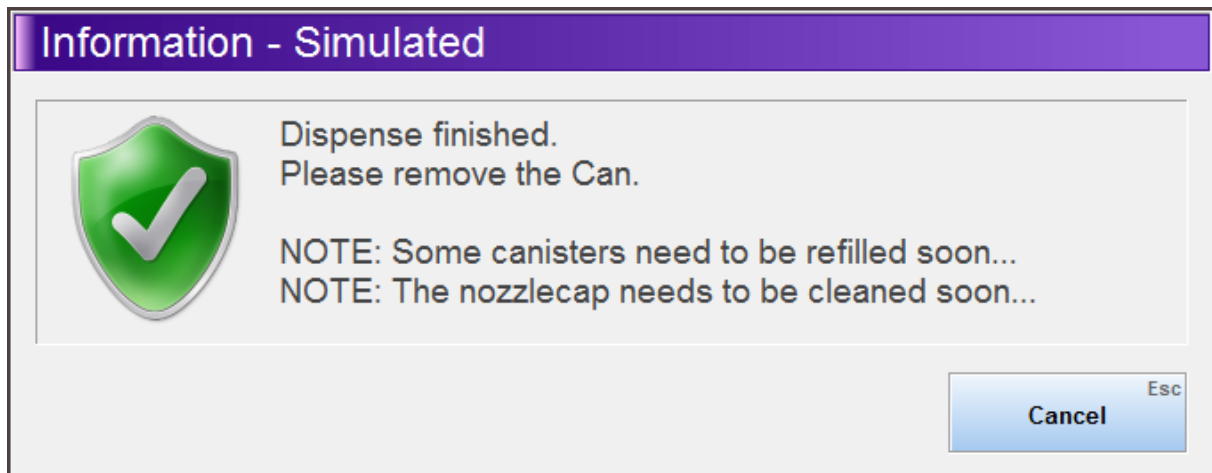 Information - Simulated
Dispense finished.
Please remove the Can.
NOTE: Some canisters need to be refilled soon...
NOTE: The nozzlecap needs to be cleaned soon...
Esc
Cancel